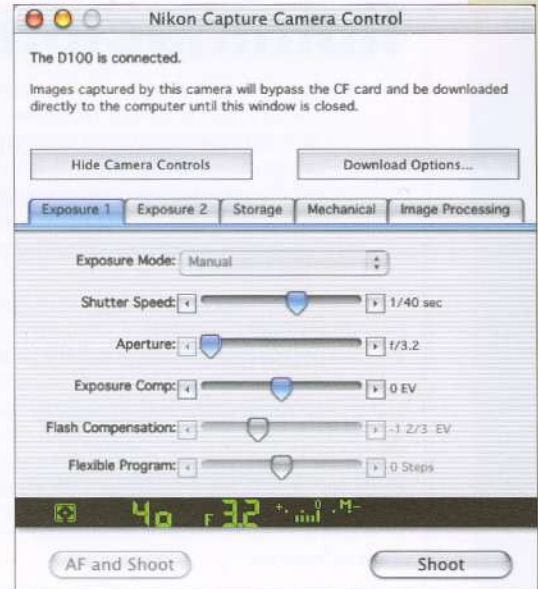 Nikon Capture Camera Control
The D100 is connected.
Images captured by this camera will bypass the CF card and be downloaded
directly to the computer until this window is closed.
Hide Camera Controls
Download Options...
Exposure 1
Exposure 2
Storage
Mechanical
Image Processing
Exposure Mode: Manual
Shutter Speed: 1/40 sec
Aperture: f/3.2
Exposure Comp: 0 EV
Flash Compensation: -1 2/3 EV
Flexible Program: 0 Steps
40 F 3.2 +. 0 .M-
AF and Shoot
Shoot